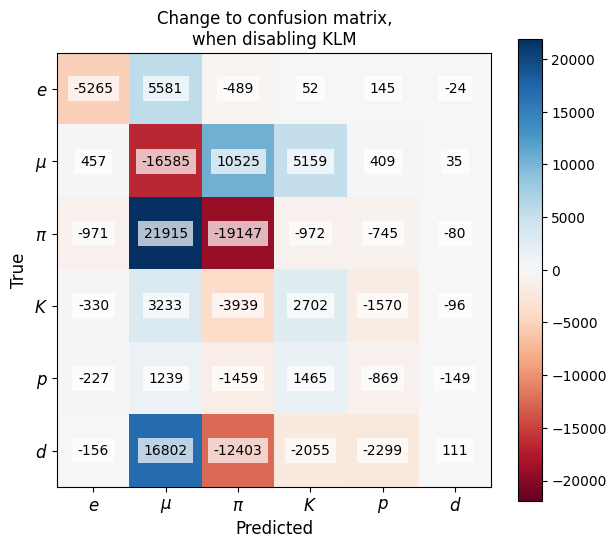 Change to confusion matrix,
when disabling KLM
e -5265 5581 -489 52 145 -24
μ 457 -16585 10525 5159 409 35
π -971 21915 -19147 -972 -745 -80
K -330 3233 -3939 2702 -1570 -96
p -227 1239 -1459 1465 -869 -149
d -156 16802 -12403 -2055 -2299 111
e μ π K p d
Predicted
True
20000
15000
10000
5000
0
−5000
−10000
−15000
−20000